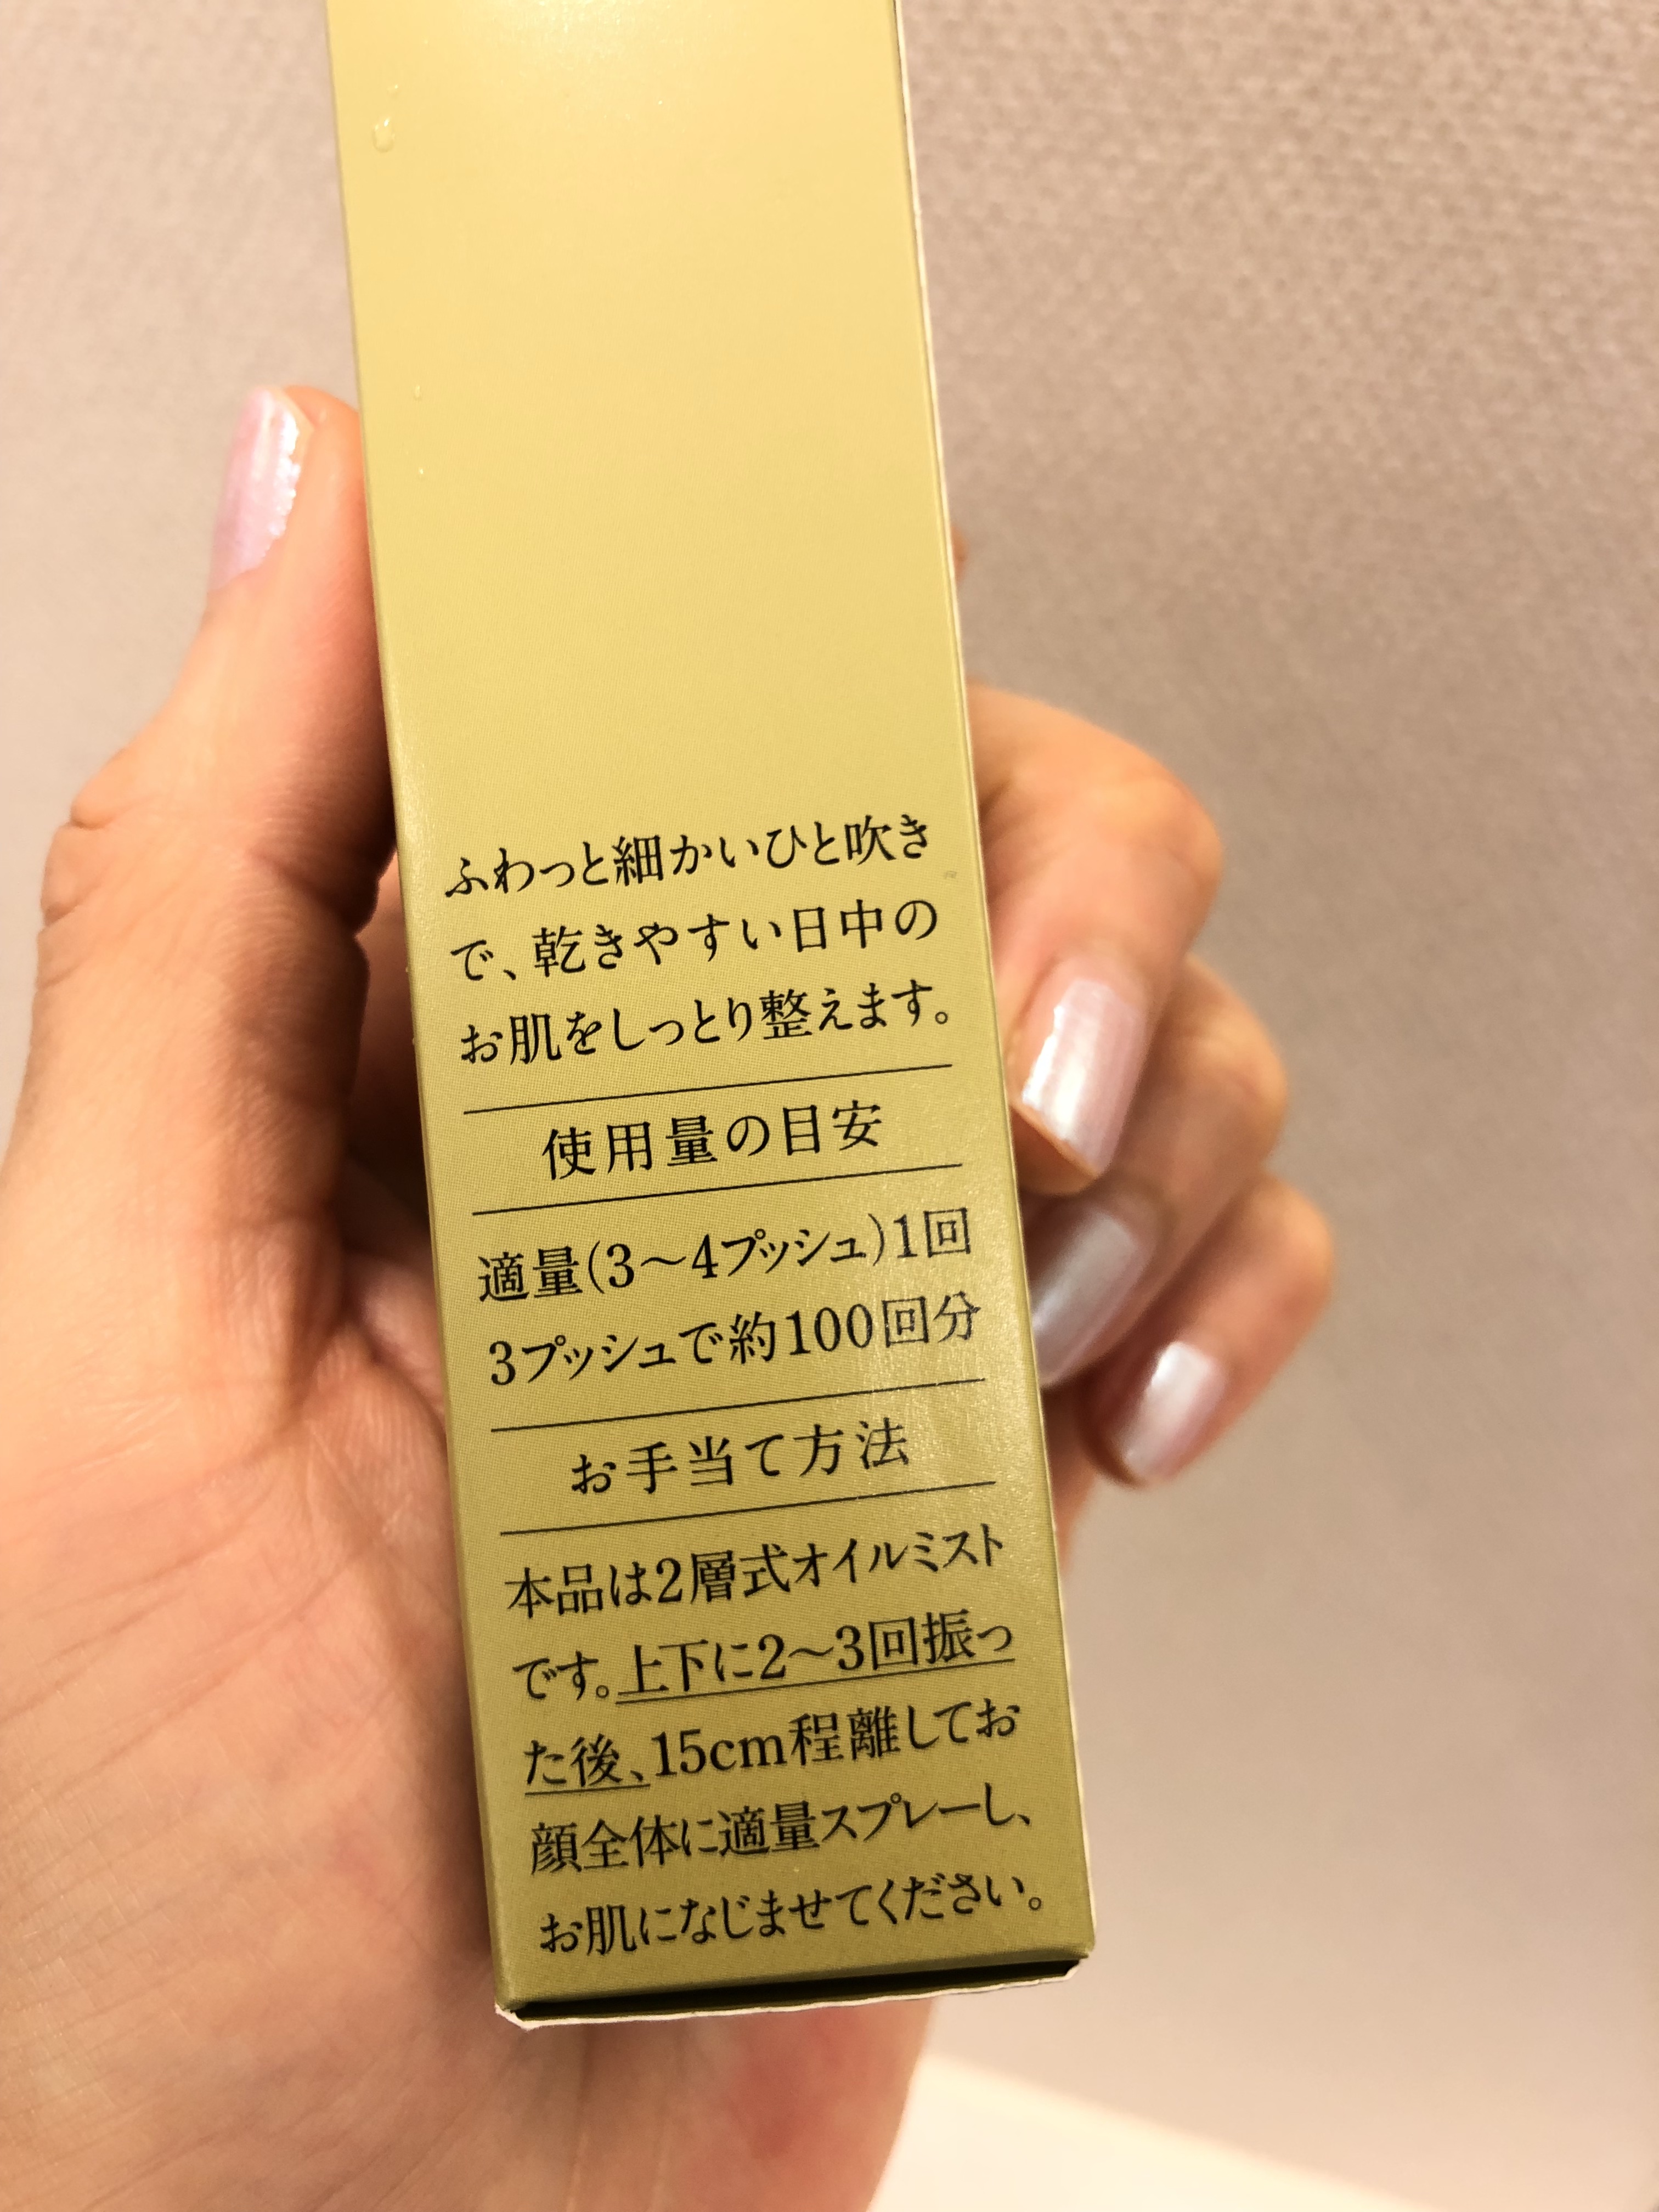 ふわっと細かいひと吹き
で、乾きやすい日中の
お肌をしっとり整えます。
使用量の目安
適量(3〜4プッシュ)1回
3プッシュで約100回分
お手当て方法
本品は2層式オイルミスト
です。上下に2〜3回振っ
た後、15cm程離してお
顔全体に適量スプレーし、
お肌になじませてください。